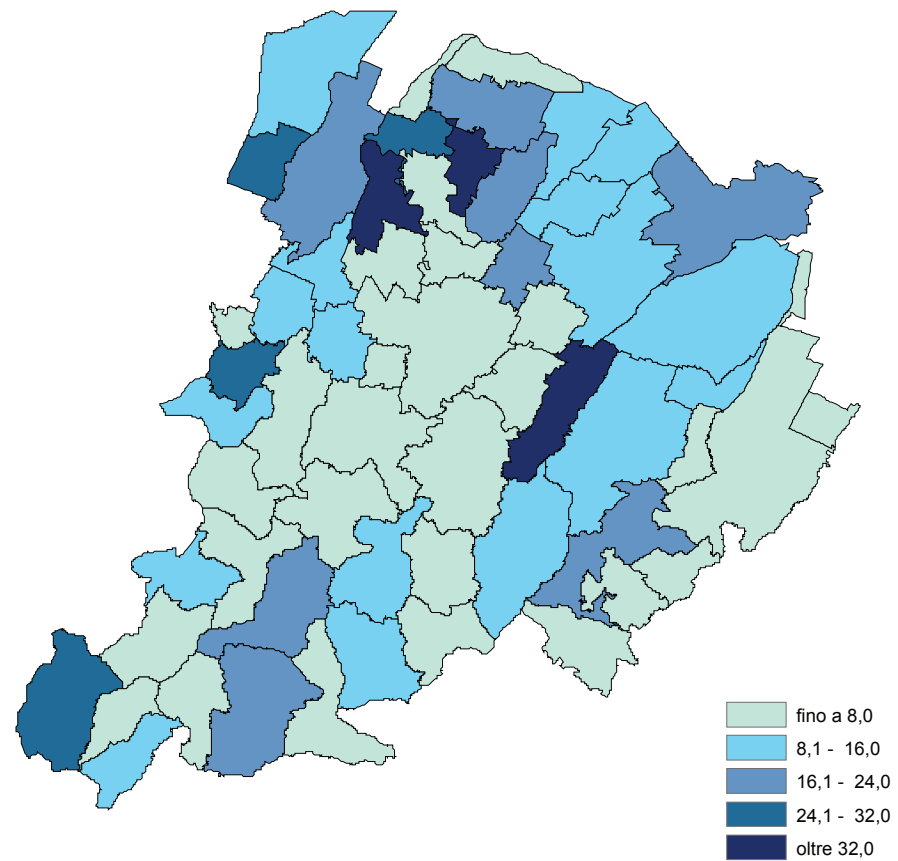 fino a 8,0
8,1 - 16,0
16,1 - 24,0
24,1 - 32,0
oltre 32,0